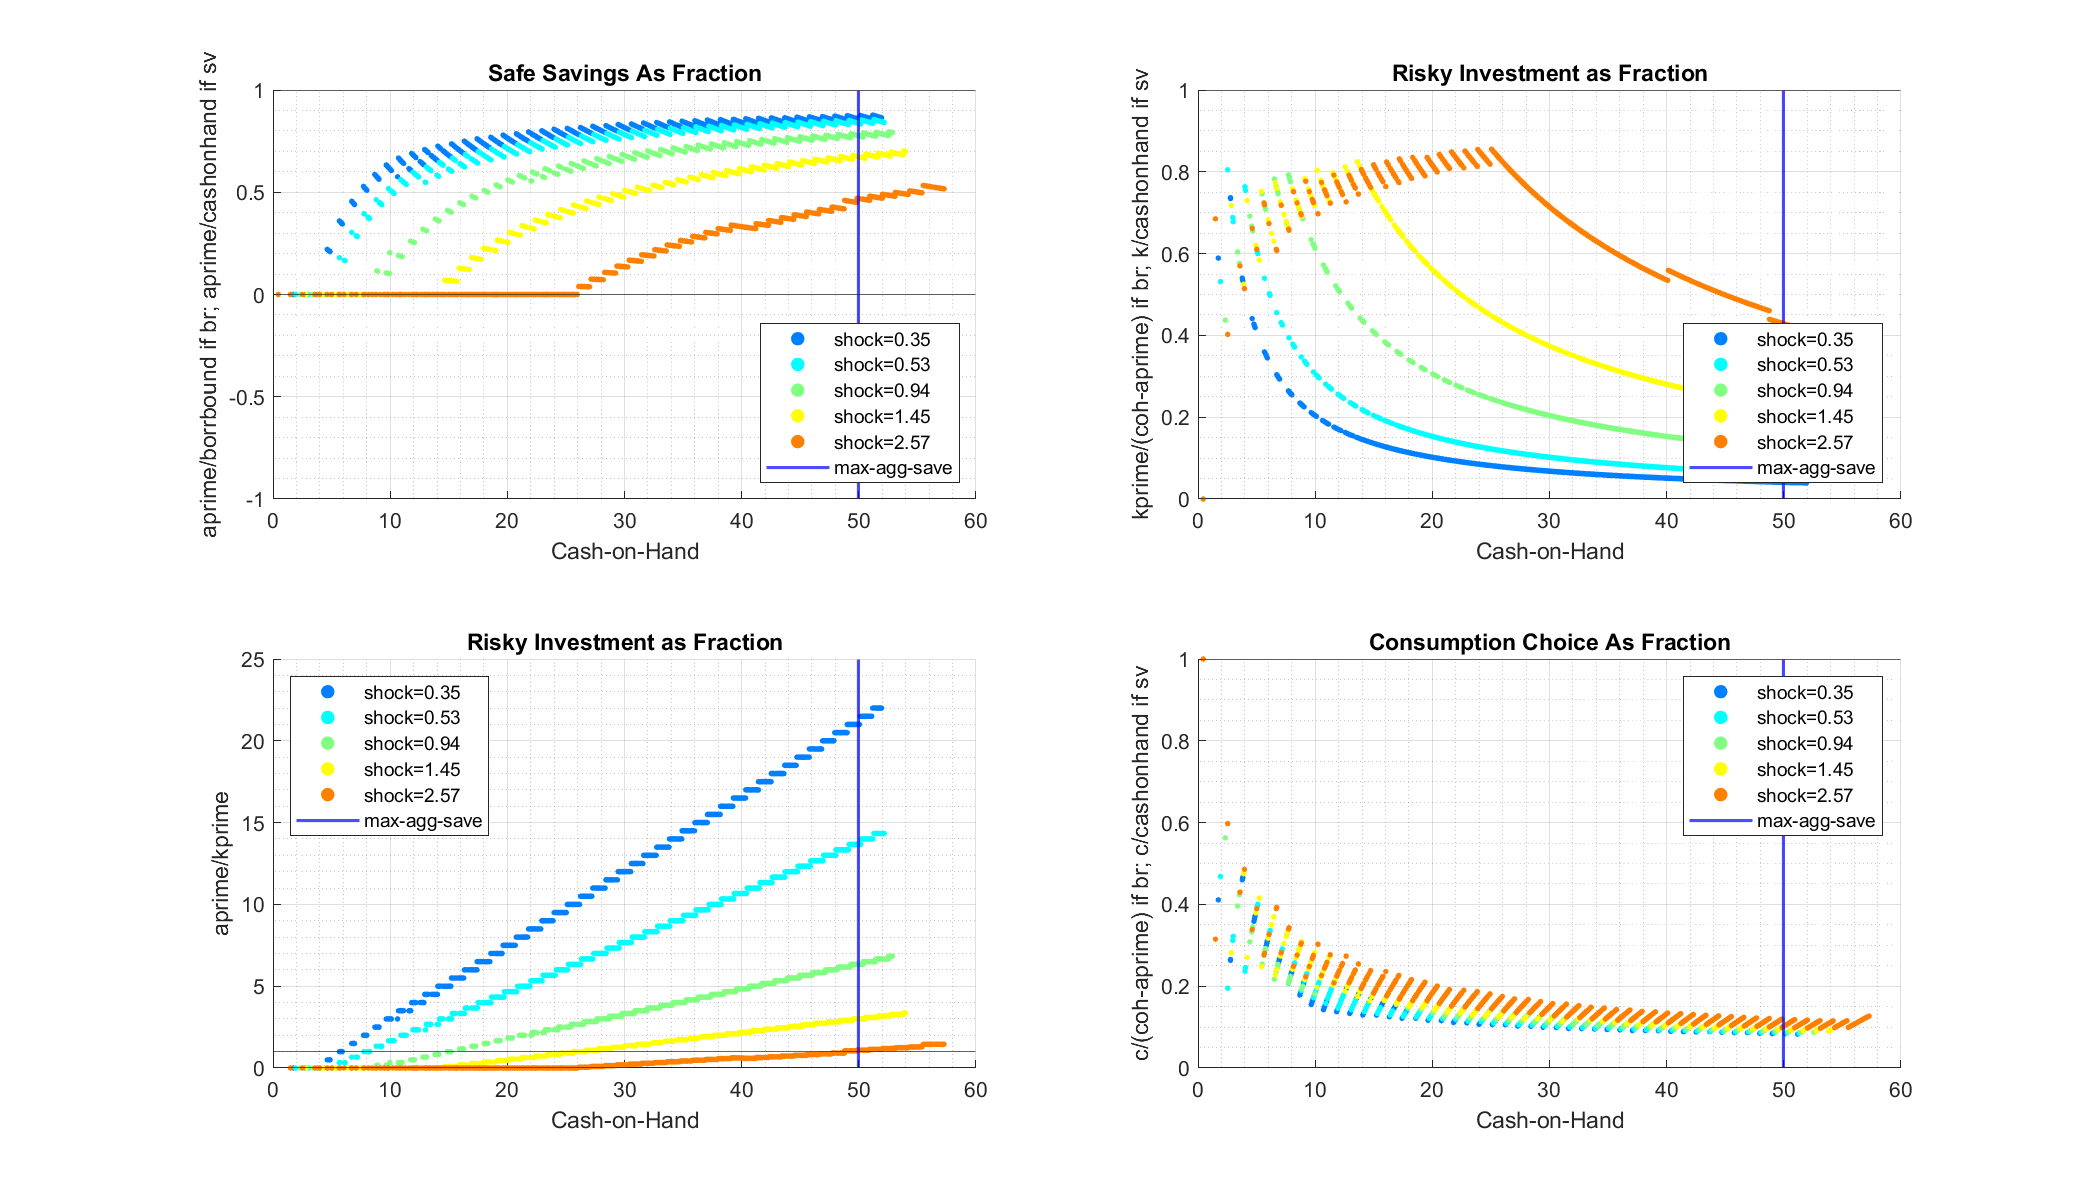 Safe Savings As Fraction
aprime/borrbound if br; aprime/cashonhand if sv
1
0.5
0
-0.5
-1
0 10 20 30 40 50 60
Cash-on-Hand
shock=0.35
shock=0.53
shock=0.94
shock=1.45
shock=2.57
max-agg-save
Risky Investment as Fraction
kprime/(coh-aprime) if br; k/cashonhand if sv
1
0.8
0.6
0.4
0.2
0
0 10 20 30 40 50 60
Cash-on-Hand
shock=0.35
shock=0.53
shock=0.94
shock=1.45
shock=2.57
max-agg-save
Risky Investment as Fraction
aprime/kprime
25
20
15
10
5
0
0 10 20 30 40 50 60
Cash-on-Hand
shock=0.35
shock=0.53
shock=0.94
shock=1.45
shock=2.57
max-agg-save
Consumption Choice As Fraction
c/(coh-aprime) if br; c/cashonhand if sv
1
0.8
0.6
0.4
0.2
0
0 10 20 30 40 50 60
Cash-on-Hand
shock=0.35
shock=0.53
shock=0.94
shock=1.45
shock=2.57
max-agg-save